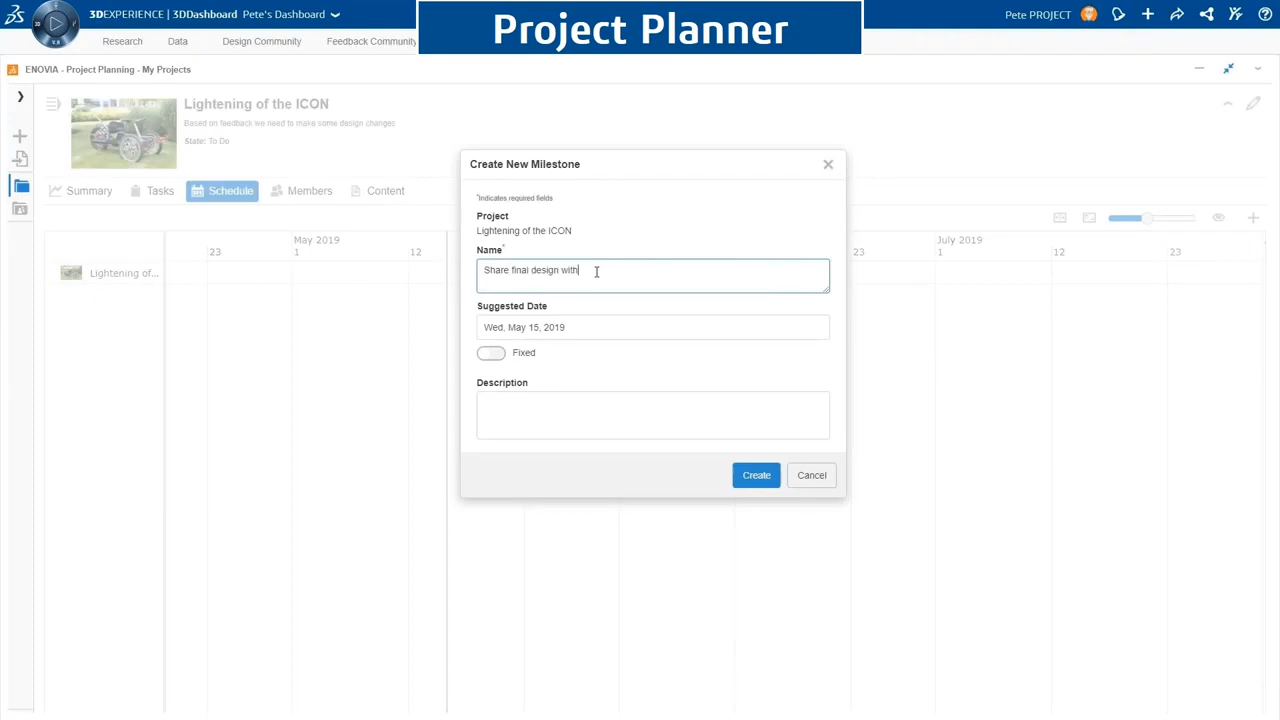 Project Planner
3DEXPERIENCE | 3DDashboard Pete's Dashboard
Pete PROJECT
Research Data Design Community Feedback Community
ENOVIA - Project Planning - My Projects
Lightening of the ICON
Based on feedback we need to make some design changes
State: To Do
Summary Tasks Schedule Members Content
May 2019 July 2019
23 1 12 23 1 12 23
Lightening of...
Create New Milestone
*Indicates required fields
Project
Lightening of the ICON
Name*
Share final design with
Suggested Date
Wed, May 15, 2019
Fixed
Description
Create Cancel